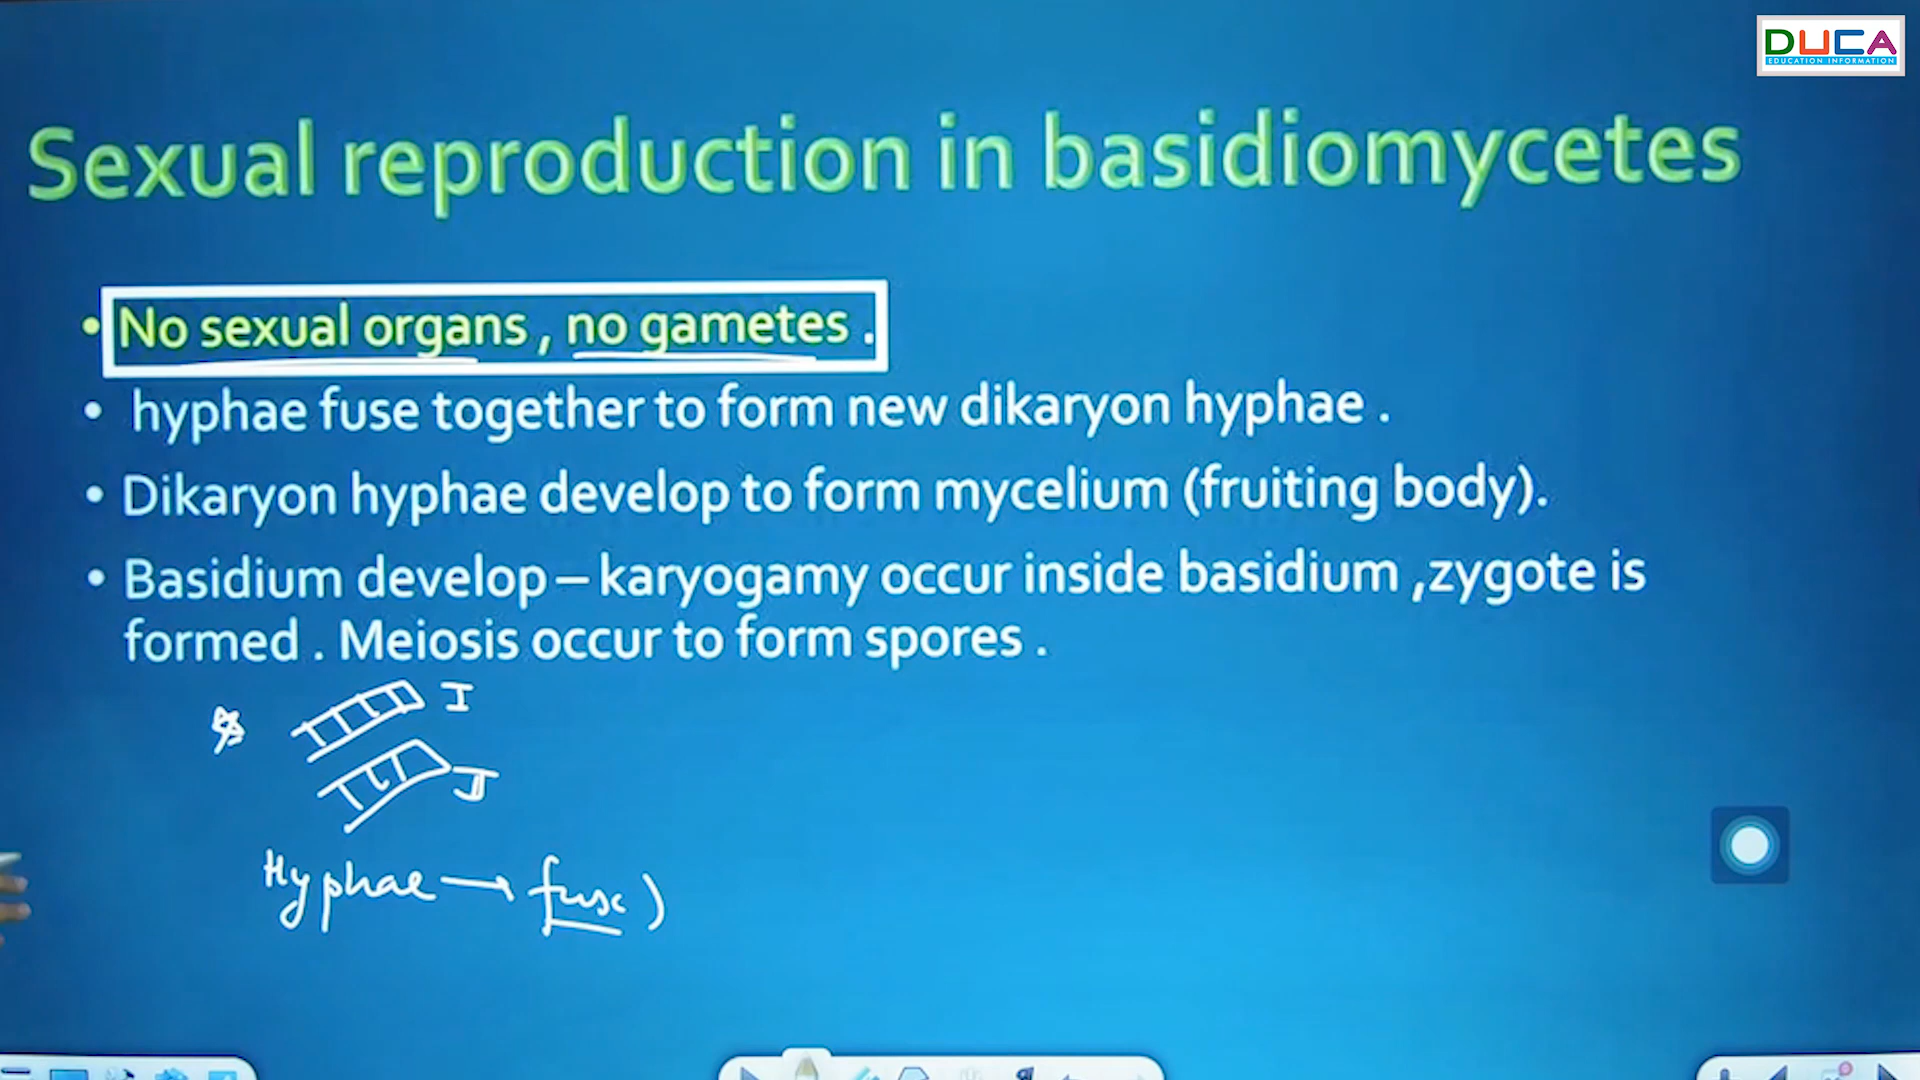 DUCA
EDUCATION INFORMATION
Sexual reproduction in basidiomycetes
• No sexual organs , no gametes .
• hyphae fuse together to form new dikaryon hyphae .
• Dikaryon hyphae develop to form mycelium (fruiting body).
• Basidium develop – karyogamy occur inside basidium ,zygote is
formed . Meiosis occur to form spores .
I
II
Hyphae → fuse )